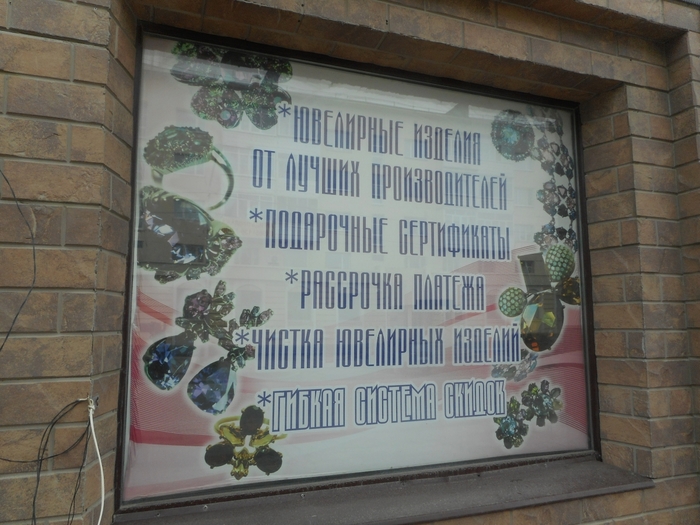 *ЮВЕЛИРНЫЕ ИЗДЕЛИЯ
ОТ ЛУЧШИХ ПРОИЗВОДИТЕЛЕЙ
*ПОДАРОЧНЫЕ СЕРТИФИКАТЫ
*РАССРОЧКА ПЛАТЕЖА
*ЧИСТКА ЮВЕЛИРНЫХ ИЗДЕЛИЙ
*ГИБКАЯ СИСТЕМА СКИДОК